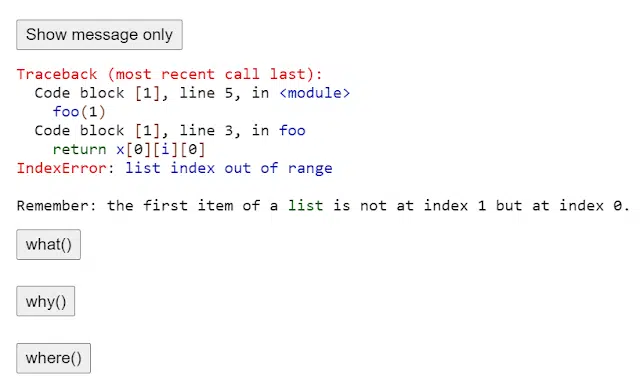 Show message only
Traceback (most recent call last):
  Code block [1], line 5, in <module>
    foo(1)
  Code block [1], line 3, in foo
    return x[0][i][0]
IndexError: list index out of range
Remember: the first item of a list is not at index 1 but at index 0.
what()
why()
where()